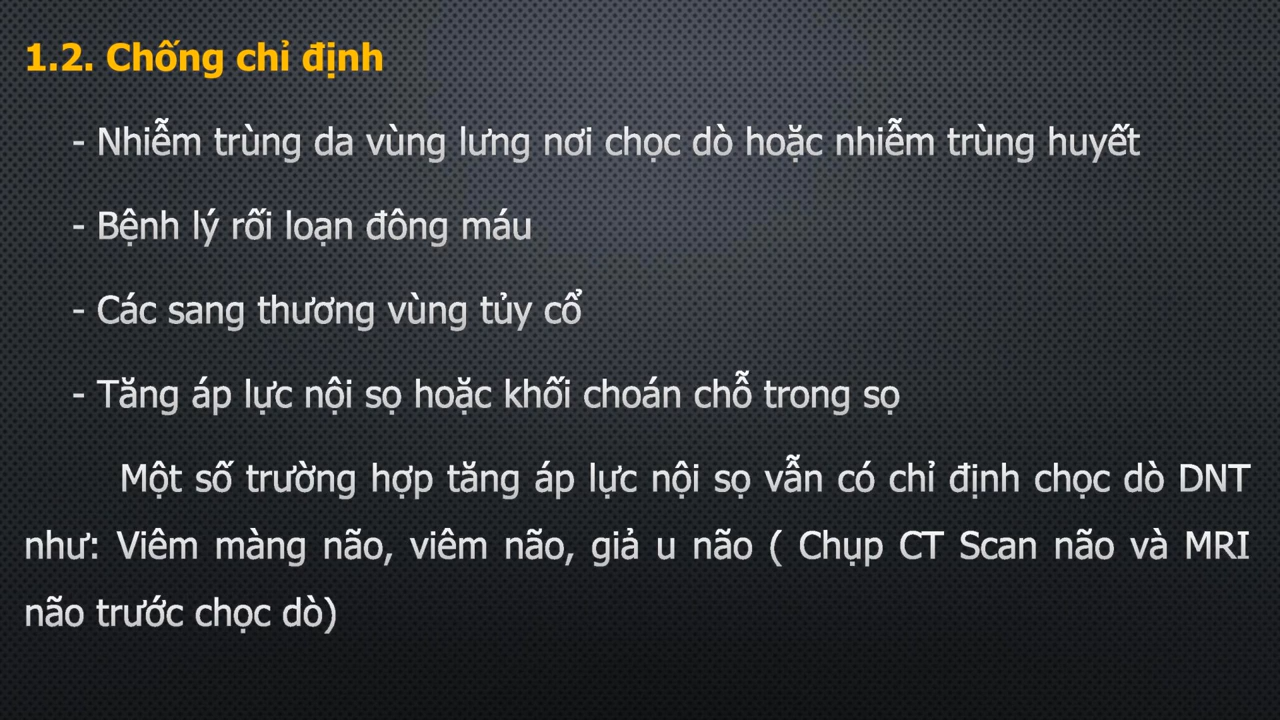 1.2. Chống chỉ định
- Nhiễm trùng da vùng lưng nơi chọc dò hoặc nhiễm trùng huyết
- Bệnh lý rối loạn đông máu
- Các sang thương vùng tủy cổ
- Tăng áp lực nội sọ hoặc khối choán chỗ trong sọ
Một số trường hợp tăng áp lực nội sọ vẫn có chỉ định chọc dò DNT
như: Viêm màng não, viêm não, giả u não ( Chụp CT Scan não và MRI
não trước chọc dò)